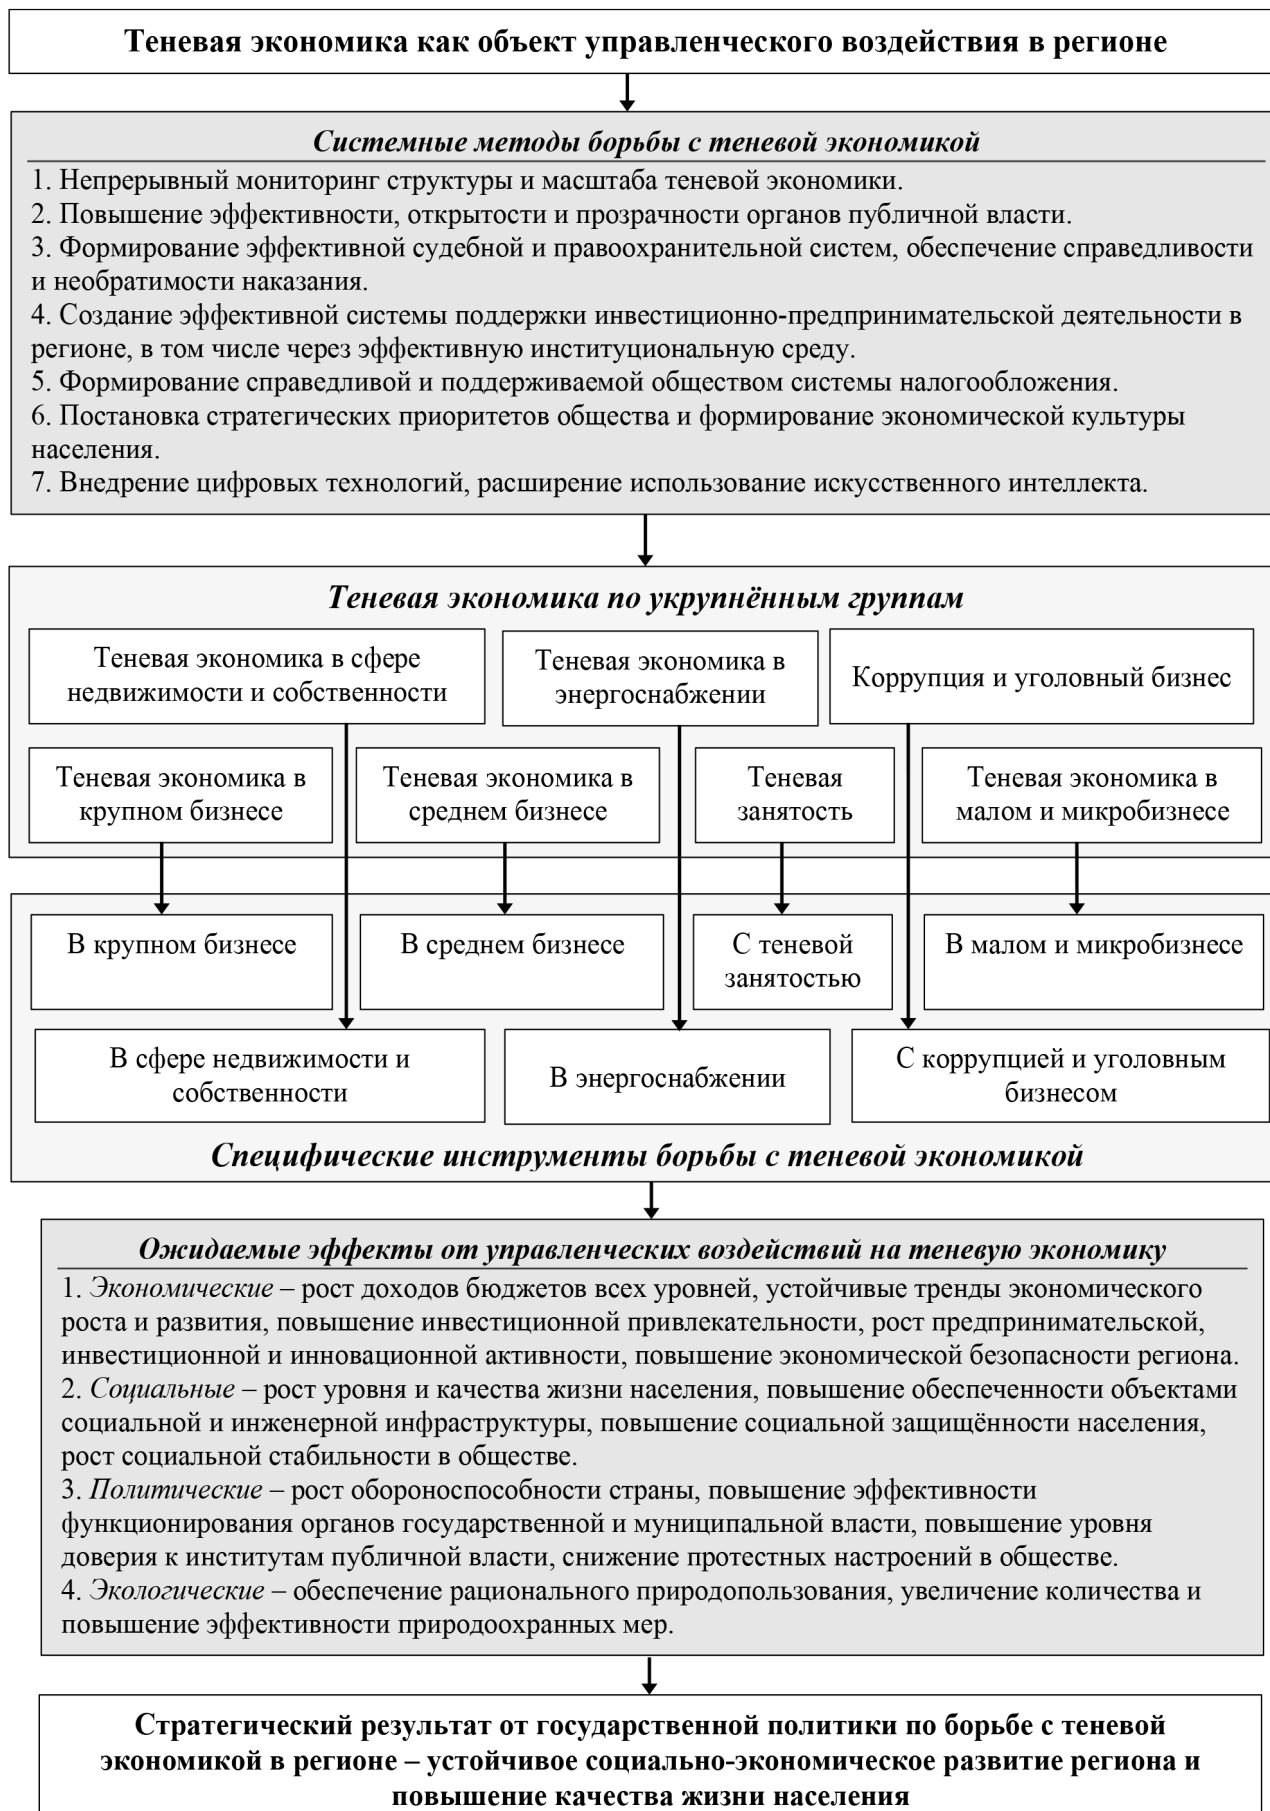 Теневая экономика как объект управленческого воздействия в регионе
Системные методы борьбы с теневой экономикой
1. Непрерывный мониторинг структуры и масштаба теневой экономики.
2. Повышение эффективности, открытости и прозрачности органов публичной власти.
3. Формирование эффективной судебной и правоохранительной систем, обеспечение справедливости
и необратимости наказания.
4. Создание эффективной системы поддержки инвестиционно-предпринимательской деятельности в
регионе, в том числе через эффективную институциональную среду.
5. Формирование справедливой и поддерживаемой обществом системы налогообложения.
6. Постановка стратегических приоритетов общества и формирование экономической культуры
населения.
7. Внедрение цифровых технологий, расширение использование искусственного интеллекта.
Теневая экономика по укрупнённым группам
Теневая экономика в сфере
недвижимости и собственности
Теневая экономика в
энергоснабжении
Коррупция и уголовный бизнес
Теневая экономика в
крупном бизнесе
Теневая экономика в
среднем бизнесе
Теневая
занятость
Теневая экономика в
малом и микробизнесе
В крупном бизнесе
В среднем бизнесе
С теневой
занятостью
В малом и микробизнесе
В сфере недвижимости и
собственности
В энергоснабжении
С коррупцией и уголовным
бизнесом
Специфические инструменты борьбы с теневой экономикой
Ожидаемые эффекты от управленческих воздействий на теневую экономику
1. Экономические – рост доходов бюджетов всех уровней, устойчивые тренды экономического
роста и развития, повышение инвестиционной привлекательности, рост предпринимательской,
инвестиционной и инновационной активности, повышение экономической безопасности региона.
2. Социальные – рост уровня и качества жизни населения, повышение обеспеченности объектами
социальной и инженерной инфраструктуры, повышение социальной защищённости населения,
рост социальной стабильности в обществе.
3. Политические – рост обороноспособности страны, повышение эффективности
функционирования органов государственной и муниципальной власти, повышение уровня
доверия к институтам публичной власти, снижение протестных настроений в обществе.
4. Экологические – обеспечение рационального природопользования, увеличение количества и
повышение эффективности природоохранных мер.
Стратегический результат от государственной политики по борьбе с теневой
экономикой в регионе – устойчивое социально-экономическое развитие региона и
повышение качества жизни населения